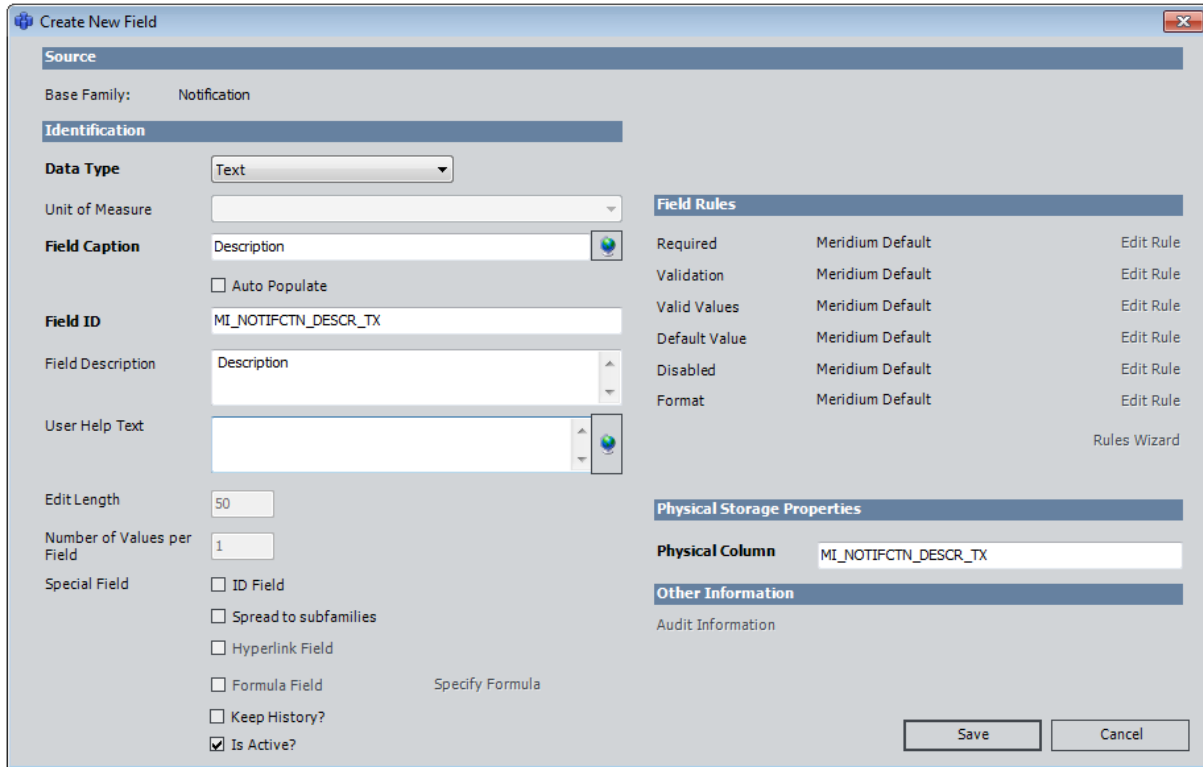 Create New Field
Source
Base Family: Notification
Identification
Data Type Text
Unit of Measure
Field Caption Description
Auto Populate
Field ID MI_NOTIFCTN_DESCR_TX
Field Description Description
User Help Text
Edit Length 50
Number of Values per
Field 1
Special Field ID Field
Spread to subfamilies
Hyperlink Field
Formula Field Specify Formula
Keep History?
Is Active?
Field Rules
Required Meridium Default Edit Rule
Validation Meridium Default Edit Rule
Valid Values Meridium Default Edit Rule
Default Value Meridium Default Edit Rule
Disabled Meridium Default Edit Rule
Format Meridium Default Edit Rule
Rules Wizard
Physical Storage Properties
Physical Column MI_NOTIFCTN_DESCR_TX
Other Information
Audit Information
Save Cancel